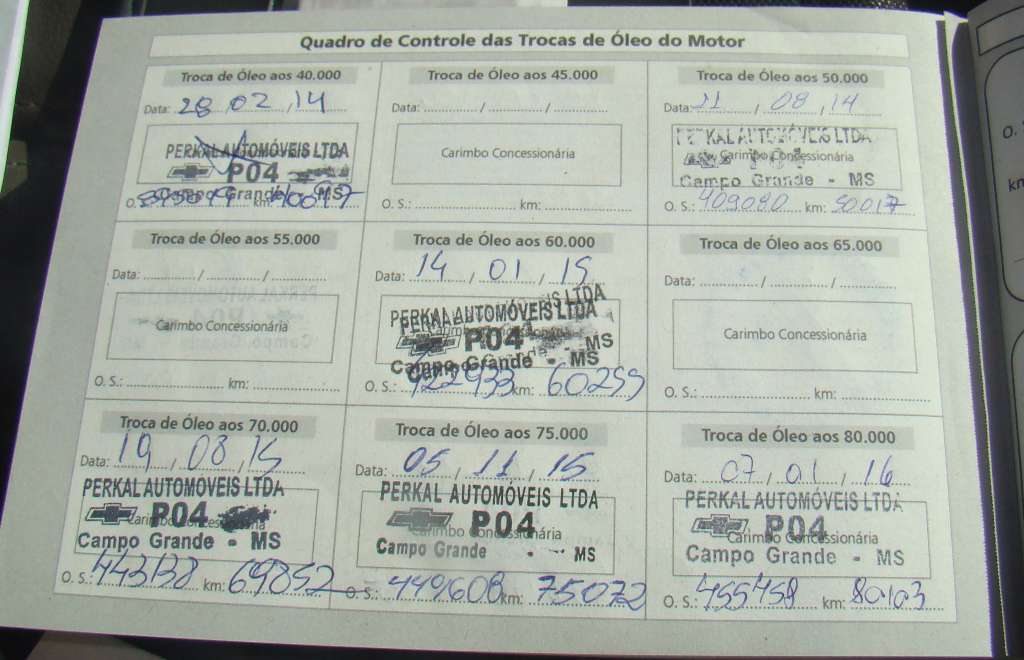 Quadro de Controle das Trocas de Óleo do Motor
Troca de Óleo aos 40.000
Data: 28, 02, 14
PERKAL AUTOMÓVEIS LTDA
P04
Campo Grande - MS
O. km:
Troca de Óleo aos 45.000
Data: / /
Carimbo Concessionária
O. S.: km:
Troca de Óleo aos 50.000
Data: 11, 08, 14
PERKAL AUTOMÓVEIS LTDA
Carimbo Concessionária
Campo Grande - MS
O. S.: 409080 km: 50017
Troca de Óleo aos 55.000
Data: / /
Carimbo Concessionária
O. S.: km:
Troca de Óleo aos 60.000
Data: 14, 01, 15
PERKAL AUTOMÓVEIS LTDA
P04
Campo Grande - MS
O. S.: 422933 km: 60255
Troca de Óleo aos 65.000
Data: / /
Carimbo Concessionária
O. S.: km:
Troca de Óleo aos 70.000
Data: 19, 08, 15
PERKAL AUTOMÓVEIS LTDA
P04
Campo Grande - MS
O. S.: 443138 km: 69852
Troca de Óleo aos 75.000
Data: 05, 11, 15
PERKAL AUTOMÓVEIS LTDA
P04
Campo Grande - MS
O. S.: 449608 km: 75072
Troca de Óleo aos 80.000
Data: 07, 01, 16
PERKAL AUTOMÓVEIS LTDA
P04
Carimbo Concessionária
Campo Grande - MS
O. S.: 455458 km: 80103